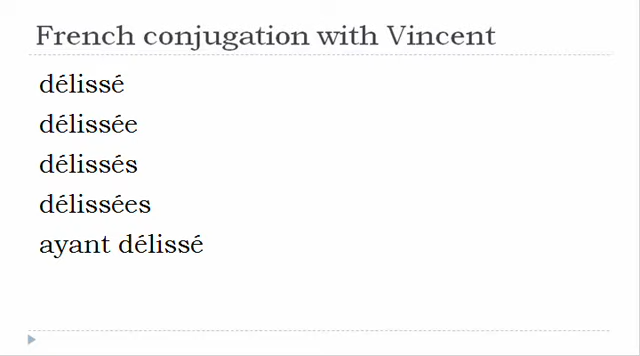 French conjugation with Vincent
délissé
délissée
délissés
délissées
ayant délissé